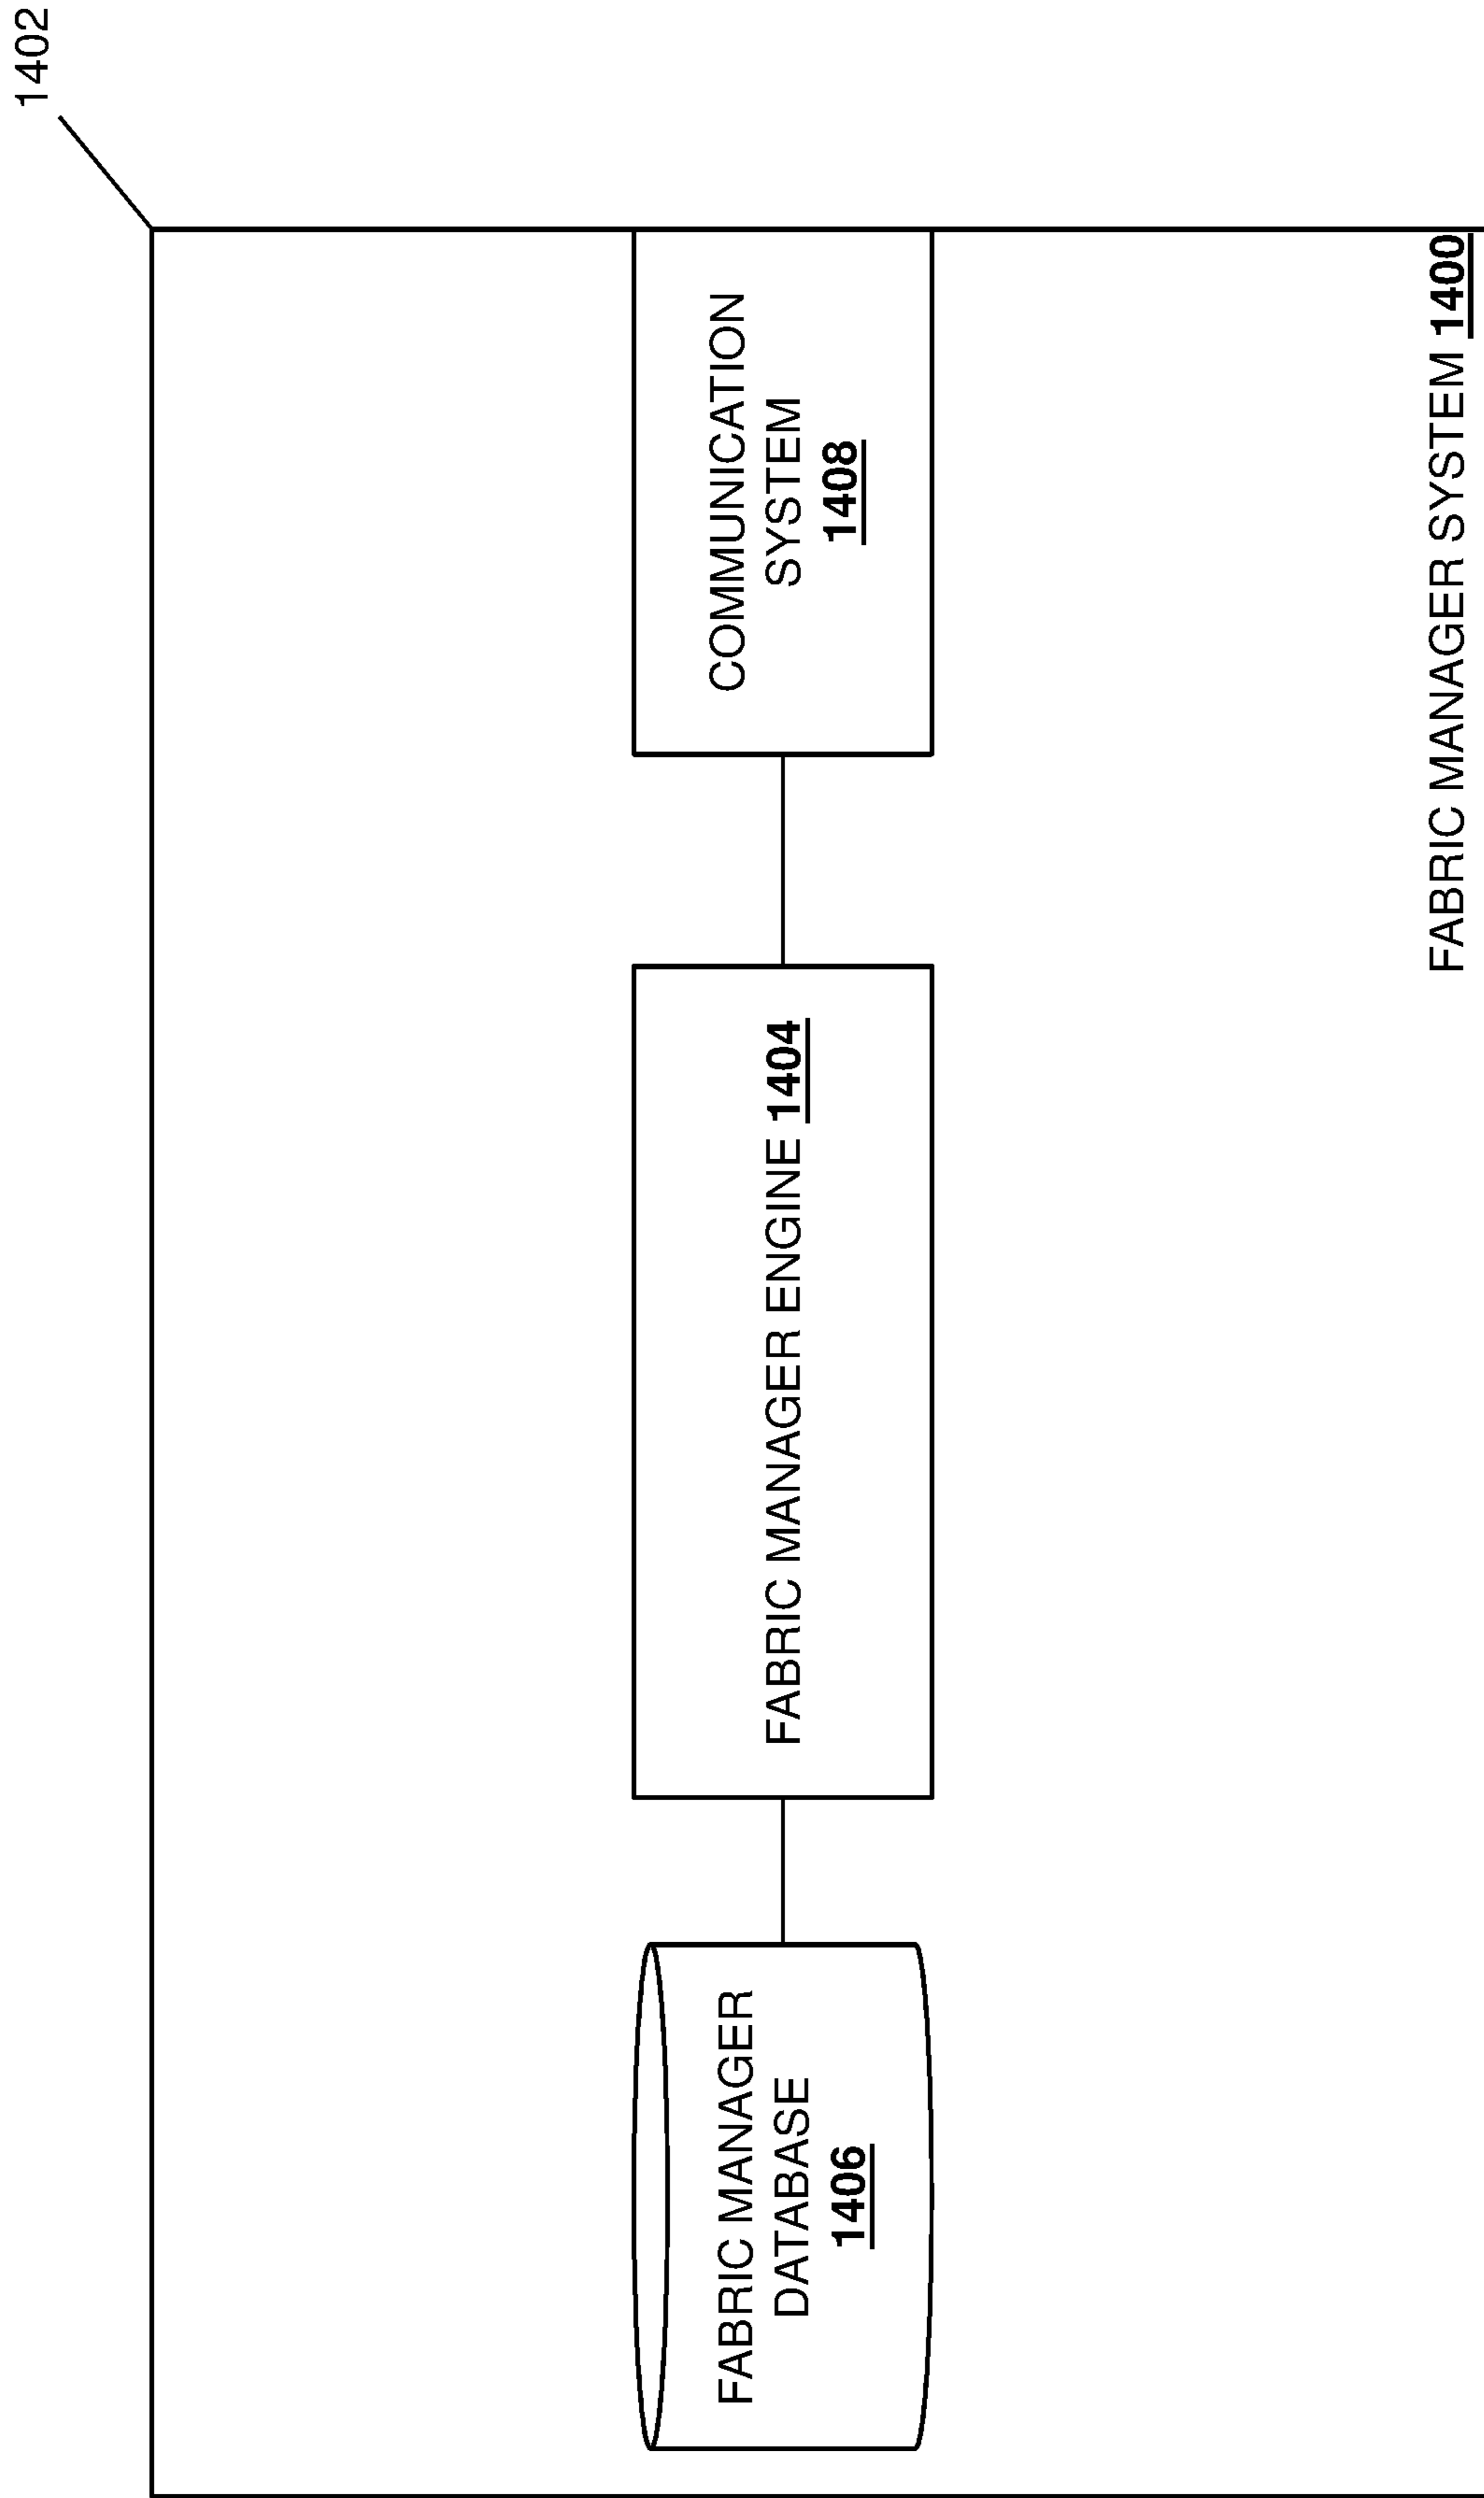 1402
FABRIC MANAGER
DATABASE
1406
FABRIC MANAGER ENGINE 1404
COMMUNICATION
SYSTEM
1408
FABRIC MANAGER SYSTEM 1400